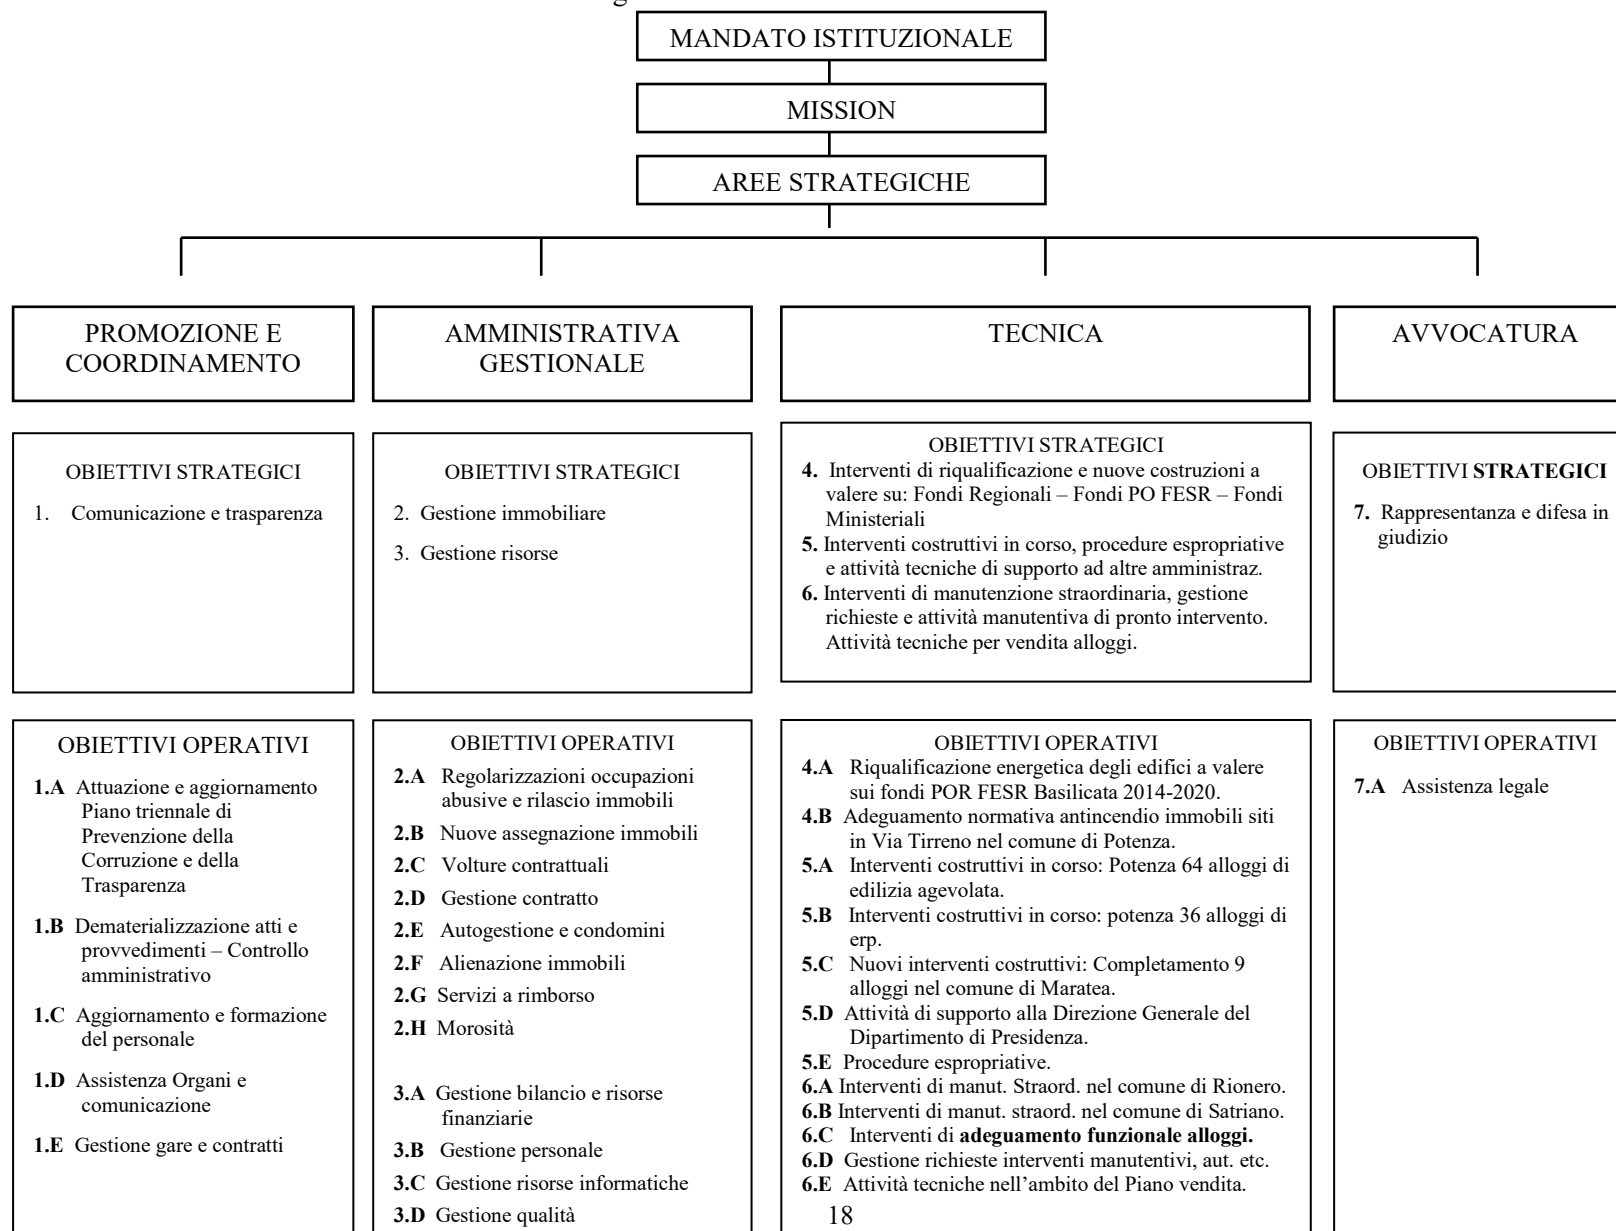 MANDATO ISTITUZIONALE
MISSION
AREE STRATEGICHE
PROMOZIONE E
COORDINAMENTO
AMMINISTRATIVA
GESTIONALE
TECNICA
AVVOCATURA
OBIETTIVI STRATEGICI
1. Comunicazione e trasparenza
OBIETTIVI STRATEGICI
2. Gestione immobiliare
3. Gestione risorse
OBIETTIVI STRATEGICI
4. Interventi di riqualificazione e nuove costruzioni a
valere su: Fondi Regionali – Fondi PO FESR – Fondi
Ministeriali
5. Interventi costruttivi in corso, procedure espropriative
e attività tecniche di supporto ad altre amministraz.
6. Interventi di manutenzione straordinaria, gestione
richieste e attività manutentiva di pronto intervento.
Attività tecniche per vendita alloggi.
OBIETTIVI STRATEGICI
7. Rappresentanza e difesa in
giudizio
OBIETTIVI OPERATIVI
1.A Attuazione e aggiornamento
Piano triennale di
Prevenzione della
Corruzione e della
Trasparenza
1.B Dematerializzazione atti e
provvedimenti – Controllo
amministrativo
1.C Aggiornamento e formazione
del personale
1.D Assistenza Organi e
comunicazione
1.E Gestione gare e contratti
OBIETTIVI OPERATIVI
2.A Regolarizzazioni occupazioni
abusive e rilascio immobili
2.B Nuove assegnazione immobili
2.C Volture contrattuali
2.D Gestione contratto
2.E Autogestione e condomini
2.F Alienazione immobili
2.G Servizi a rimborso
2.H Morosità
3.A Gestione bilancio e risorse
finanziarie
3.B Gestione personale
3.C Gestione risorse informatiche
3.D Gestione qualità
OBIETTIVI OPERATIVI
4.A Riqualificazione energetica degli edifici a valere
sui fondi POR FESR Basilicata 2014-2020.
4.B Adeguamento normativa antincendio immobili siti
in Via Tirreno nel comune di Potenza.
5.A Interventi costruttivi in corso: Potenza 64 alloggi di
edilizia agevolata.
5.B Interventi costruttivi in corso: potenza 36 alloggi di
erp.
5.C Nuovi interventi costruttivi: Completamento 9
alloggi nel comune di Maratea.
5.D Attività di supporto alla Direzione Generale del
Dipartimento di Presidenza.
5.E Procedure espropriative.
6.A Interventi di manut. Straord. nel comune di Rionero.
6.B Interventi di manut. straord. nel comune di Satriano.
6.C Interventi di adeguamento funzionale alloggi.
6.D Gestione richieste interventi manutentivi, aut. etc.
6.E Attività tecniche nell'ambito del Piano vendita.
OBIETTIVI OPERATIVI
7.A Assistenza legale
18